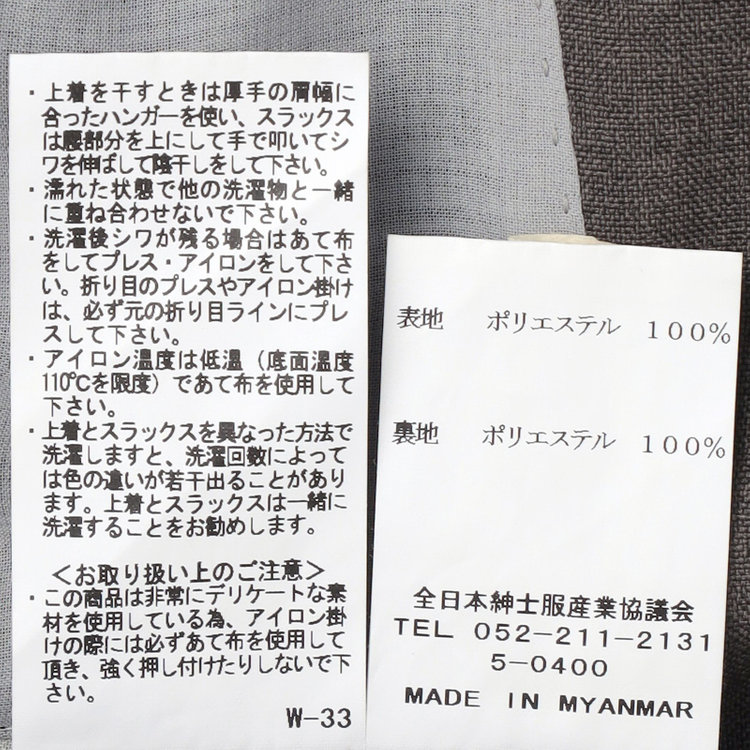 ・上着を干すときは厚手の肩幅に
合ったハンガーを使い、スラックス
は腰部分を上にして手で叩いてシ
ワを伸ばして陰干しをして下さい。
・濡れた状態で他の洗濯物と一緒
に重ね合わせないで下さい。
・洗濯後シワが残る場合はあて布
をしてプレス・アイロンをして下さ
い。折り目のプレスやアイロン掛け
は、必ず元の折り目ラインにプレ
スして下さい。
・アイロン温度は低温（底面温度
110℃を限度）であて布を使用して
下さい。
・上着とスラックスを異なった方法で
洗濯しますと、洗濯回数によって
は色の違いが若干出ることがあり
ます。上着とスラックスは一緒に
洗濯することをお勧めします。
＜お取り扱い上のご注意＞
・この商品は非常にデリケートな素
材を使用している為、アイロン掛
けの際には必ずあて布を使用して
頂き、強く押し付けたりしないで下
さい。
W-33
表地 ポリエステル 100%
裏地 ポリエステル 100%
全日本紳士服産業協議会
TEL 052-211-2131
5-0400
MADE IN MYANMAR